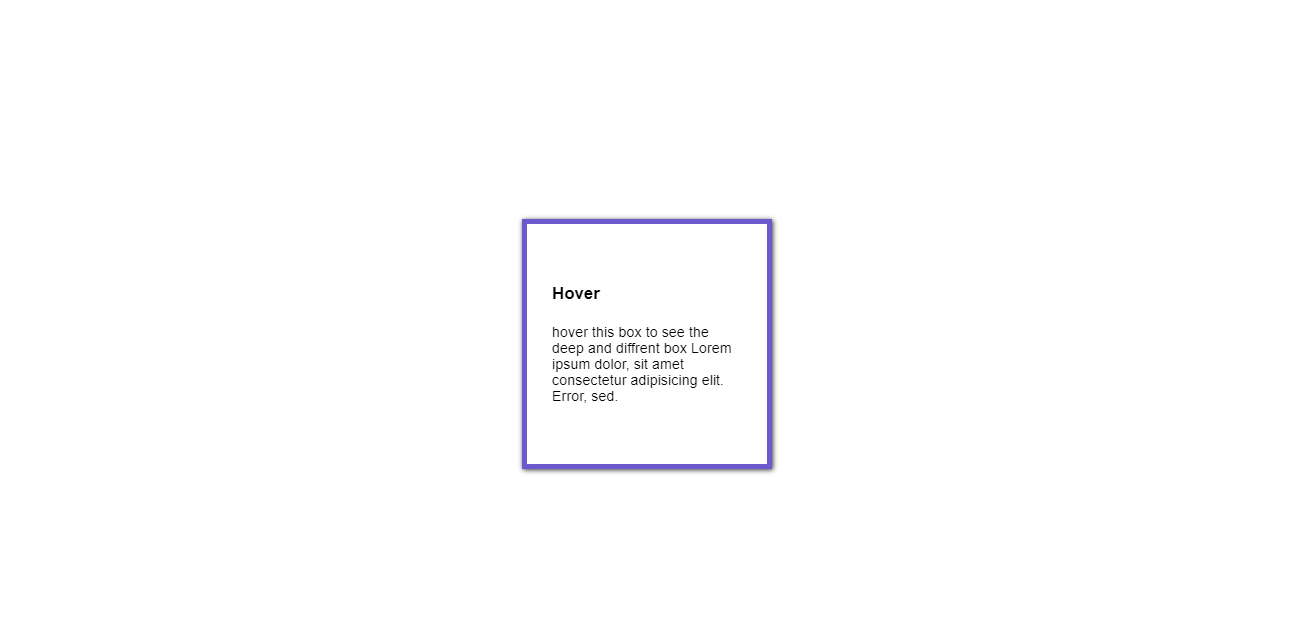 Hover
hover this box to see the
deep and diffrent box Lorem
ipsum dolor, sit amet
consectetur adipisicing elit.
Error, sed.